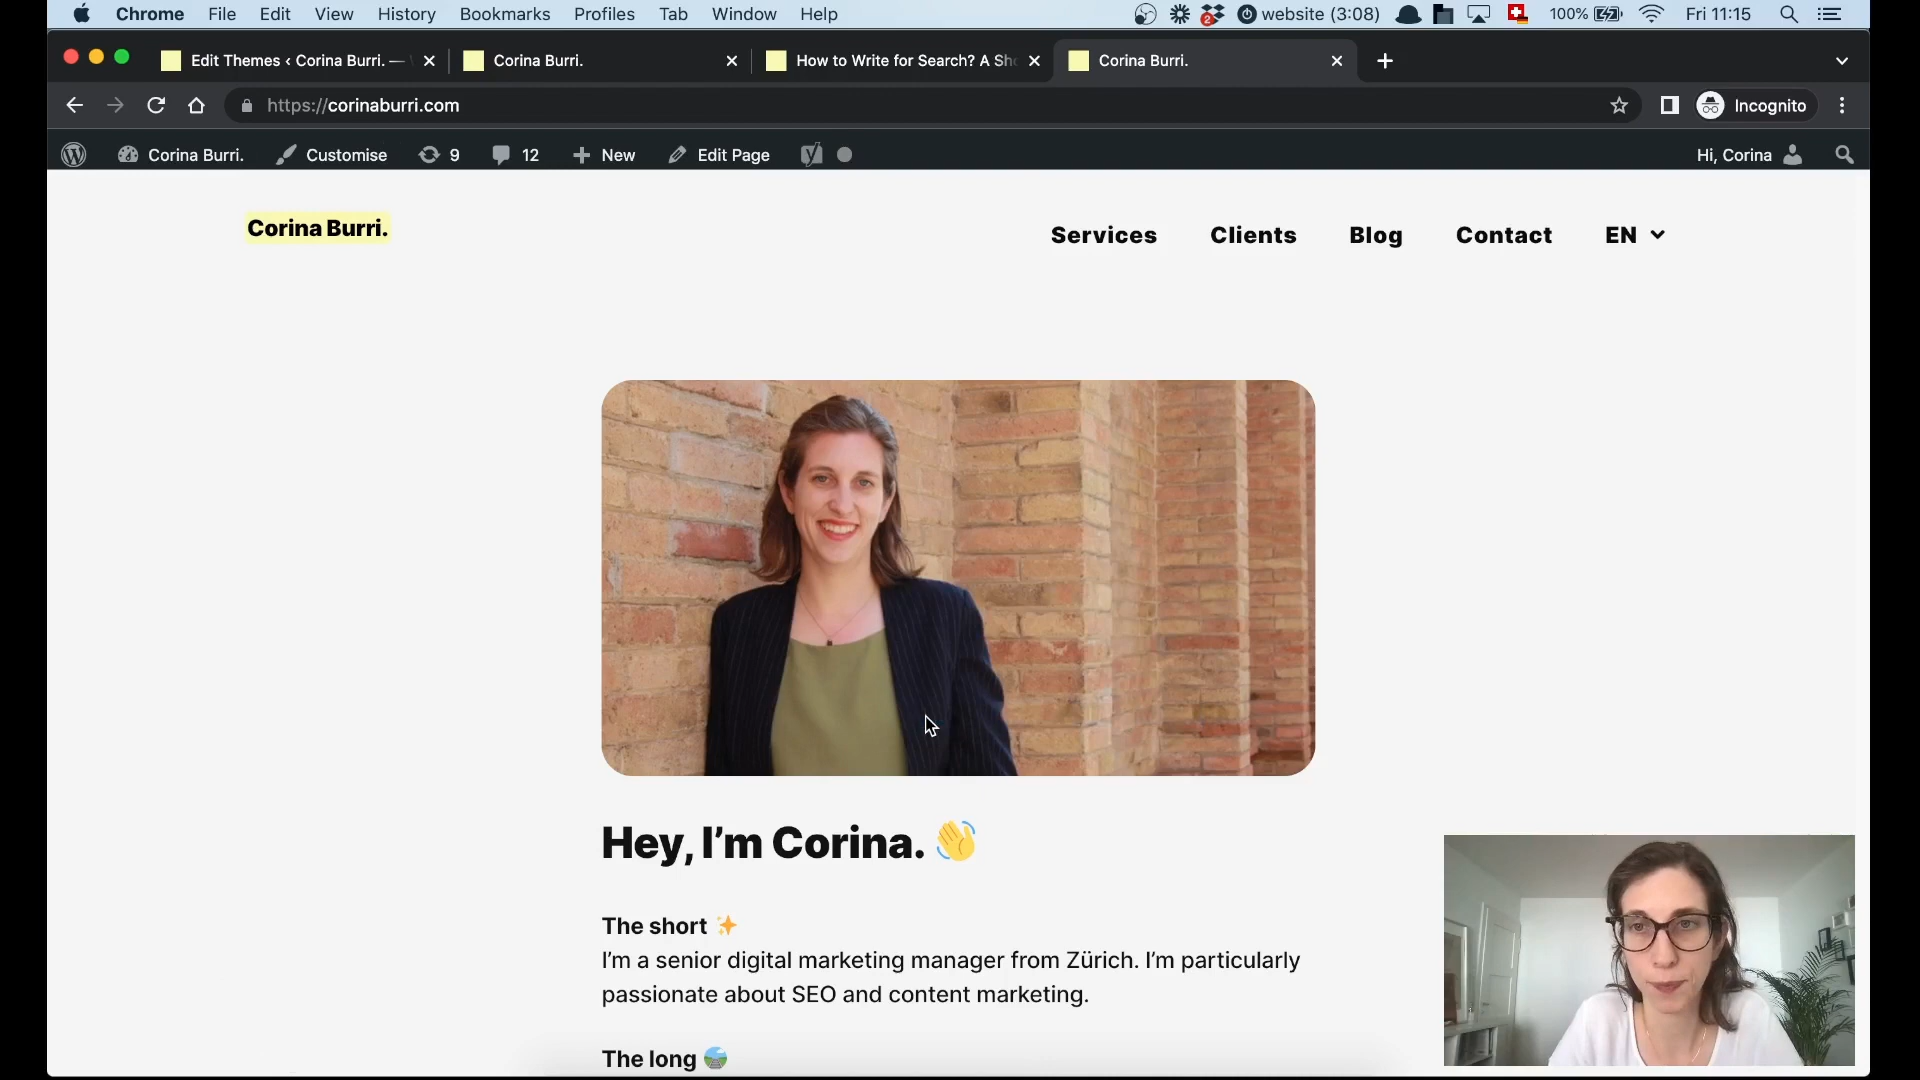 Chrome File Edit View History Bookmarks Profiles Tab Window Help 2 website (3:08) 100% Fri 11:15
Edit Themes ‹ Corina Burri. — Corina Burri. How to Write for Search? A Sho Corina Burri.
https://corinaburri.com Incognito
Corina Burri. Customise 9 12 New Edit Page Hi, Corina
Corina Burri. Services Clients Blog Contact EN
Hey, I’m Corina. 👋
The short ✨
I’m a senior digital marketing manager from Zürich. I’m particularly
passionate about SEO and content marketing.
The long